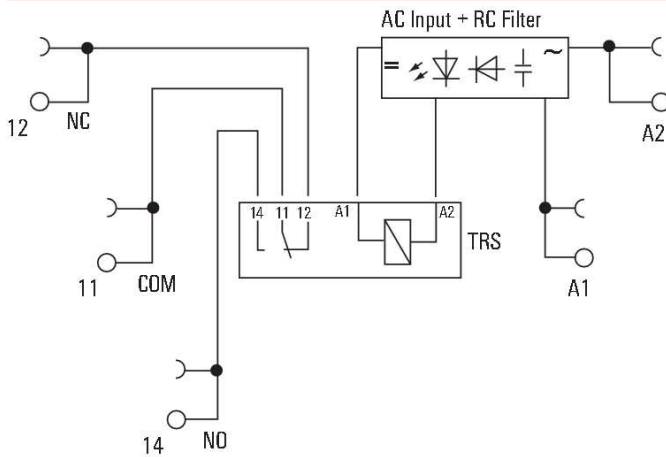 AC Input + RC Filter
= ~
12 NC
A2
14 11 12 A1 A2
TRS
11 COM
A1
14 NO